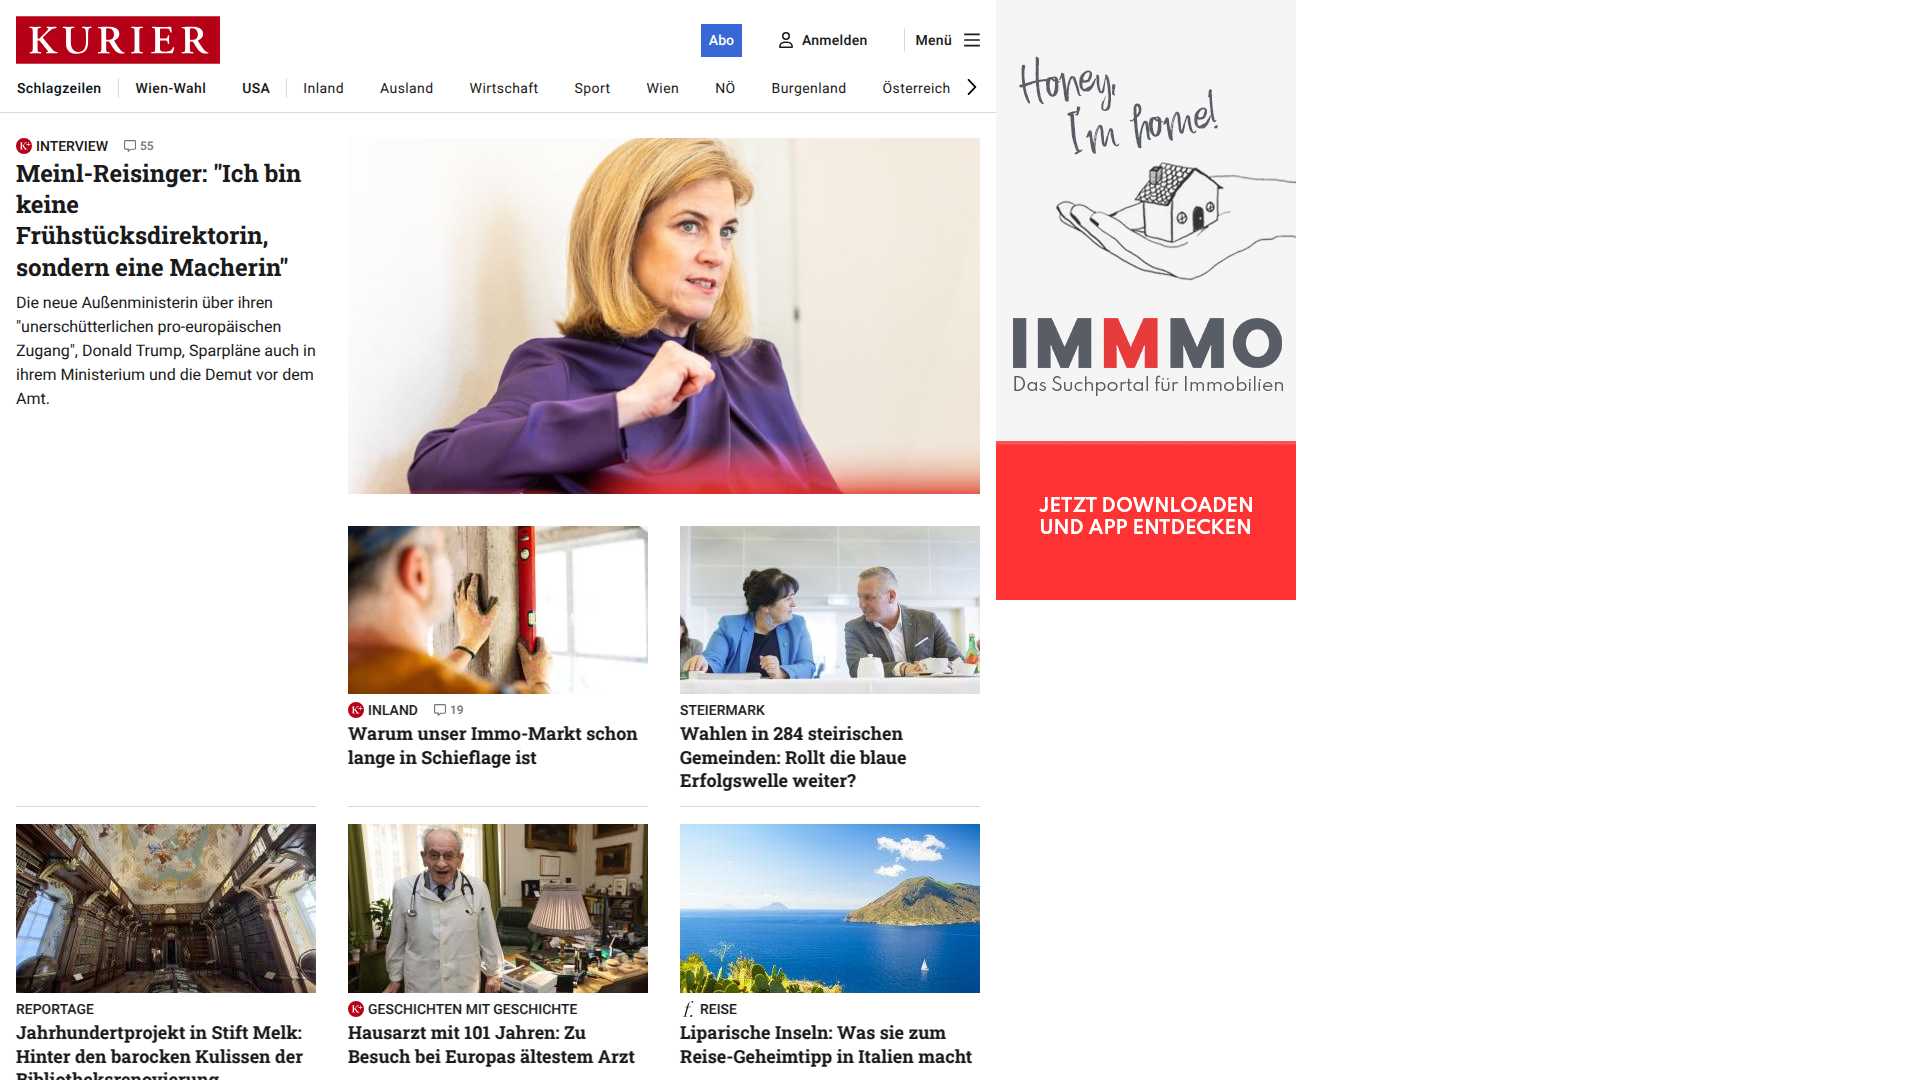 KURIER
Abo
Anmelden
Menü
Schlagzeilen
Wien-Wahl
USA
Inland
Ausland
Wirtschaft
Sport
Wien
NÖ
Burgenland
Österreich
INTERVIEW 55
Meinl-Reisinger: "Ich bin
keine
Frühstücksdirektorin,
sondern eine Macherin"
Die neue Außenministerin über ihren
"unerschütterlichen pro-europäischen
Zugang", Donald Trump, Sparpläne auch in
ihrem Ministerium und die Demut vor dem
Amt.
INLAND 19
Warum unser Immo-Markt schon
lange in Schieflage ist
STEIERMARK
Wahlen in 284 steirischen
Gemeinden: Rollt die blaue
Erfolgswelle weiter?
REPORTAGE
Jahrhundertprojekt in Stift Melk:
Hinter den barocken Kulissen der
Bibliotheksrenovierung
GESCHICHTEN MIT GESCHICHTE
Hausarzt mit 101 Jahren: Zu
Besuch bei Europas ältestem Arzt
f. REISE
Liparische Inseln: Was sie zum
Reise-Geheimtipp in Italien macht
Honey,
I'm home!
IMMMO
Das Suchportal für Immobilien
JETZT DOWNLOADEN
UND APP ENTDECKEN